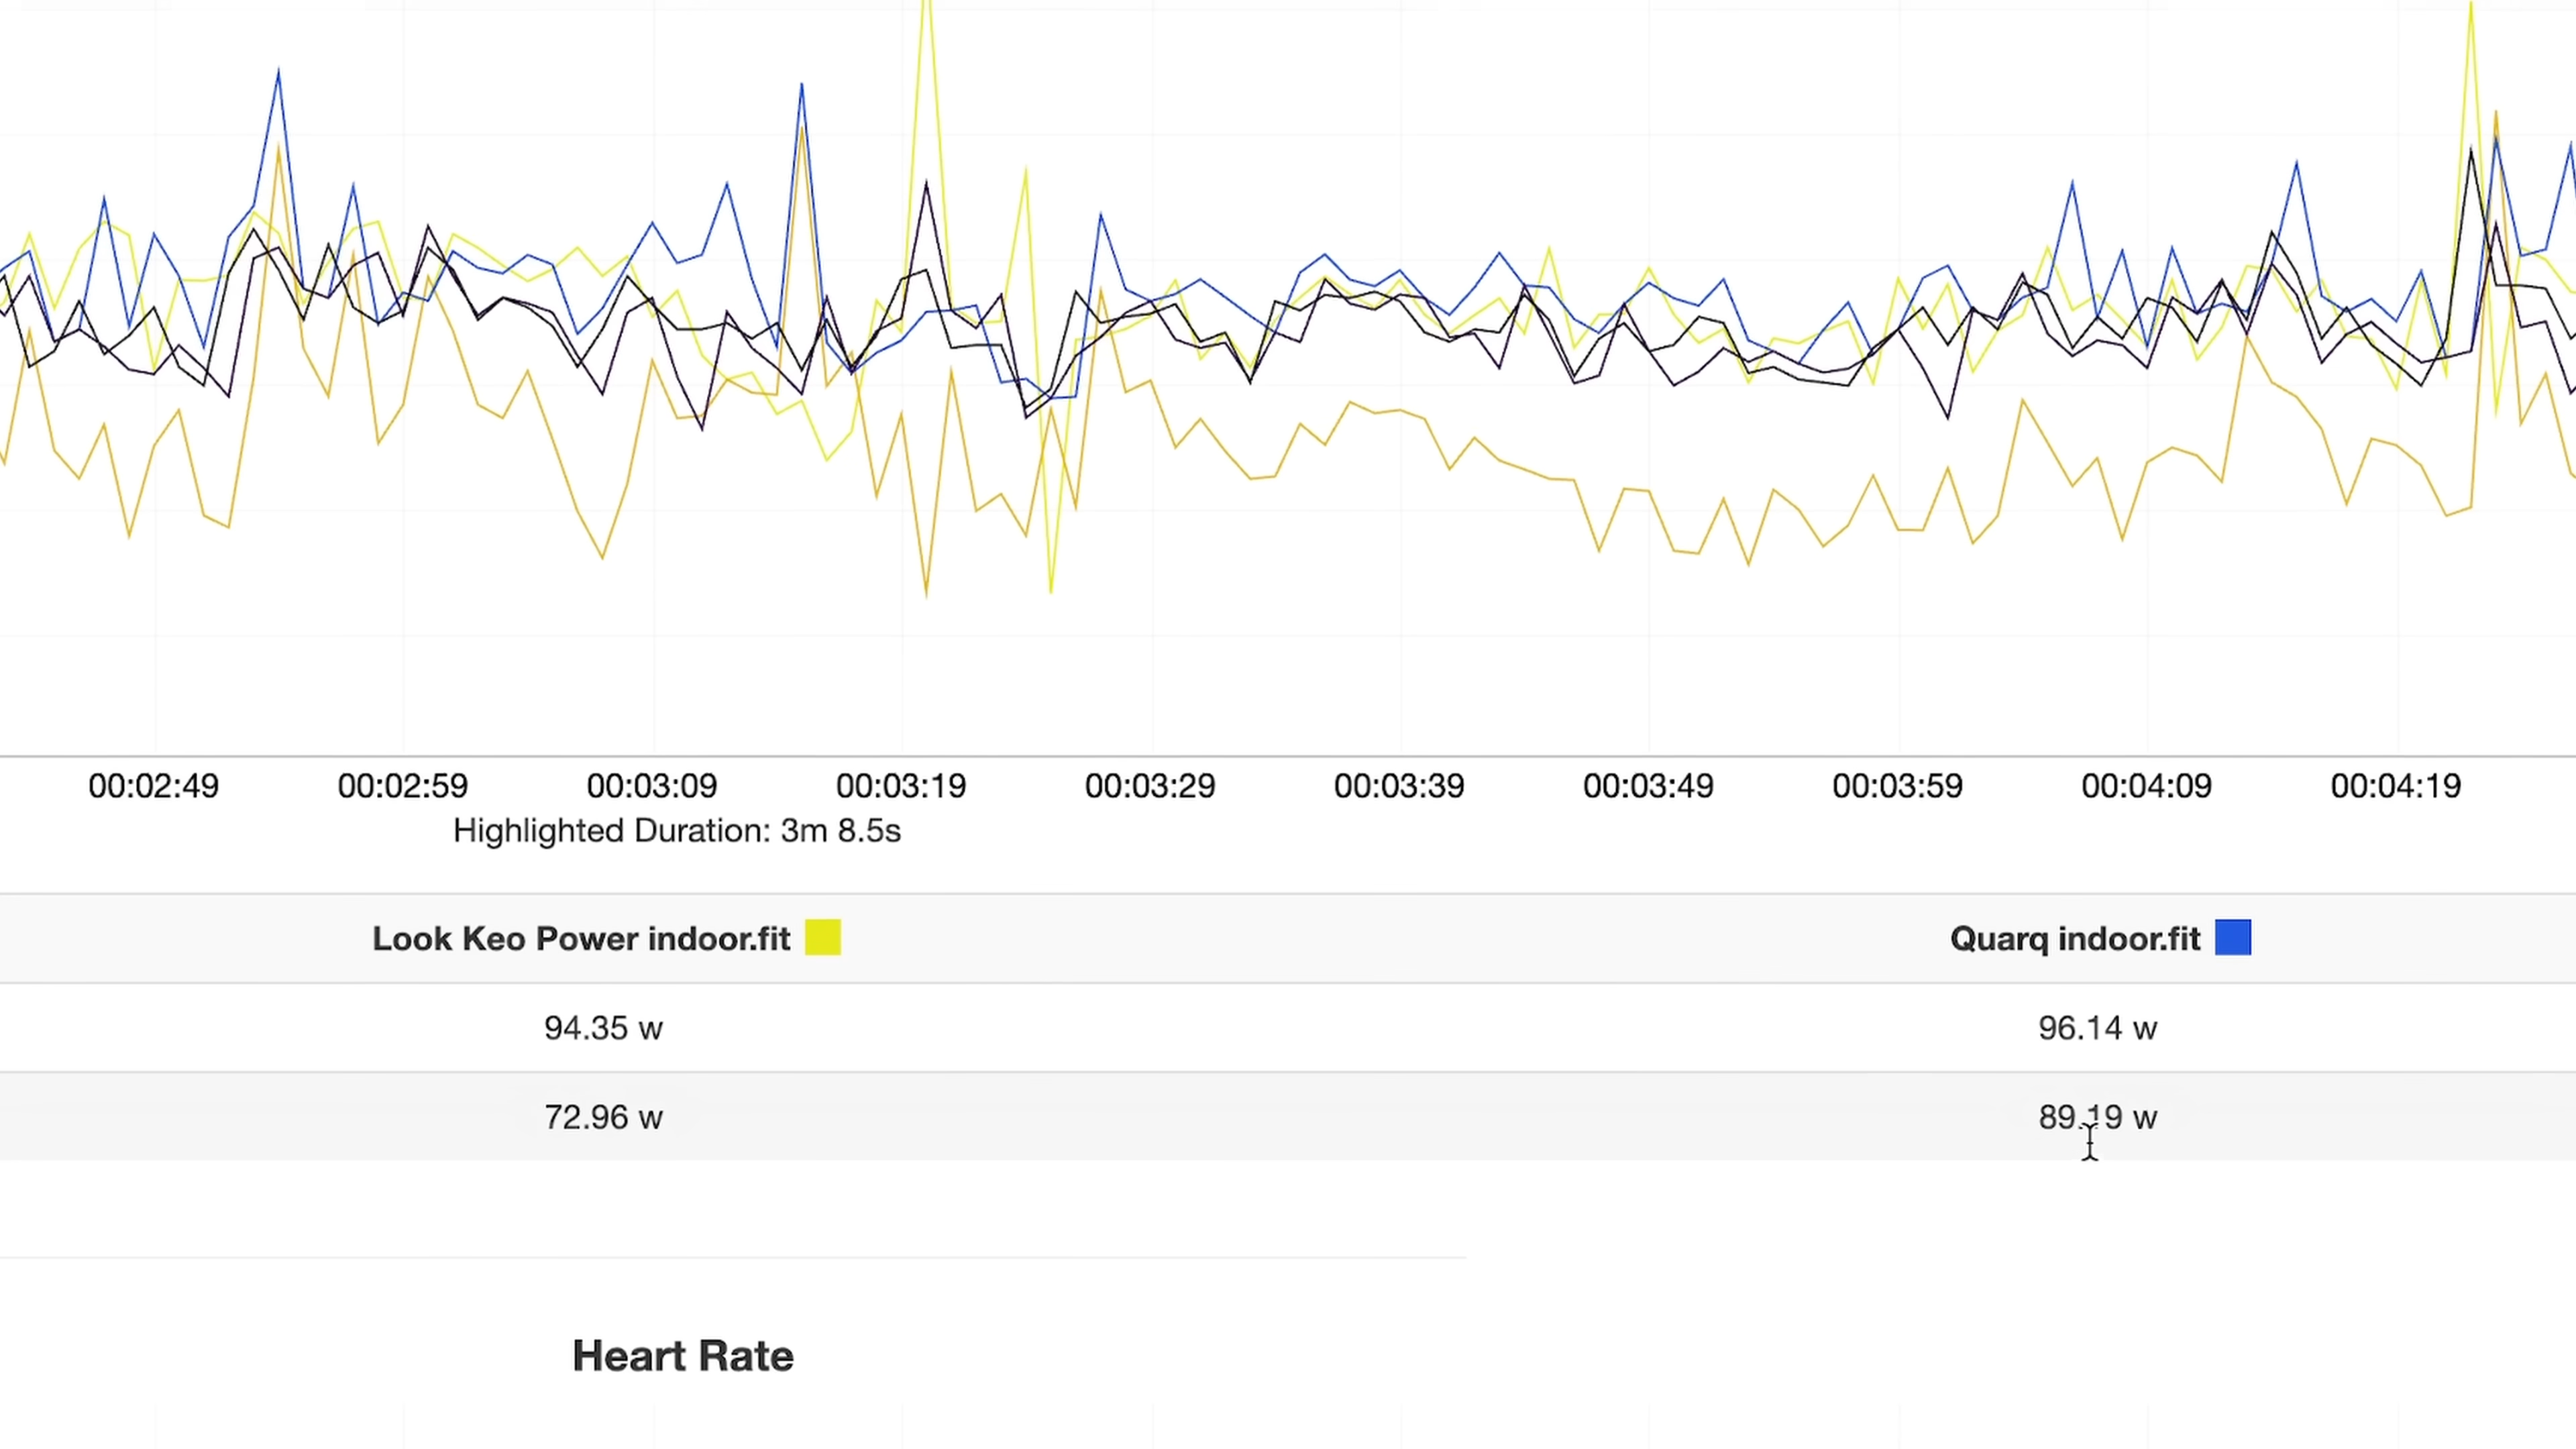 00:02:49 00:02:59 00:03:09 00:03:19 00:03:29 00:03:39 00:03:49 00:03:59 00:04:09 00:04:19
Highlighted Duration: 3m 8.5s
Look Keo Power indoor.fit Quarq indoor.fit
94.35 w 96.14 w
72.96 w 89.19 w
Heart Rate